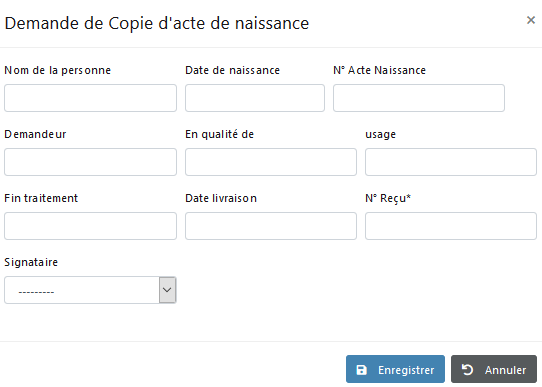 Demande de Copie d'acte de naissance ×
Nom de la personne Date de naissance N° Acte Naissance
Demandeur En qualité de usage
Fin traitement Date livraison N° Reçu*
Signataire
---------
Enregistrer Annuler